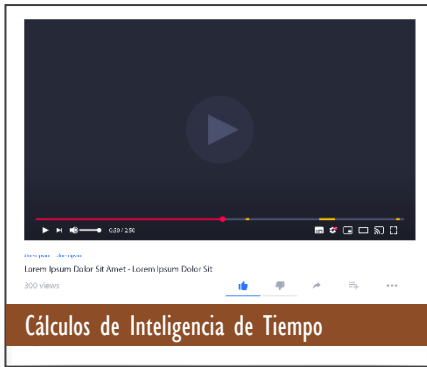 0:50 / 2:50
Lorem Ipsum Dolor Sit Amet - Lorem Ipsum Dolor Sit
300 views
Cálculos de Inteligencia de Tiempo